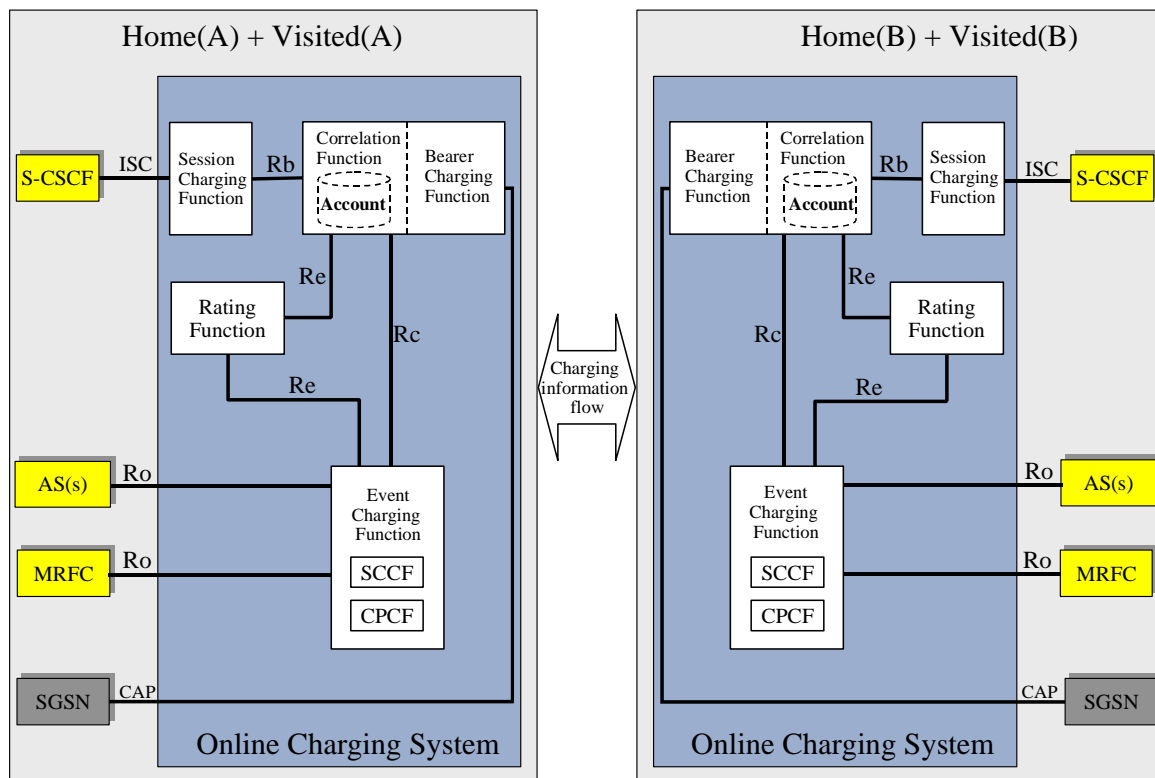 Home(A) + Visited(A)
S-CSCF
ISC
Session
Charging
Function
Rb
Correlation
Function
Account
Bearer
Charging
Function
Re
Rating
Function
Rc
Re
AS(s)
Ro
Event
Charging
Function
SCCF
CPCF
MRFC
Ro
SGSN
CAP
Online Charging System
Charging
information
flow
Home(B) + Visited(B)
Bearer
Charging
Function
Correlation
Function
Account
Rb
Session
Charging
Function
ISC
S-CSCF
Re
Rating
Function
Rc
Re
Event
Charging
Function
SCCF
CPCF
Ro
AS(s)
Ro
MRFC
CAP
SGSN
Online Charging System